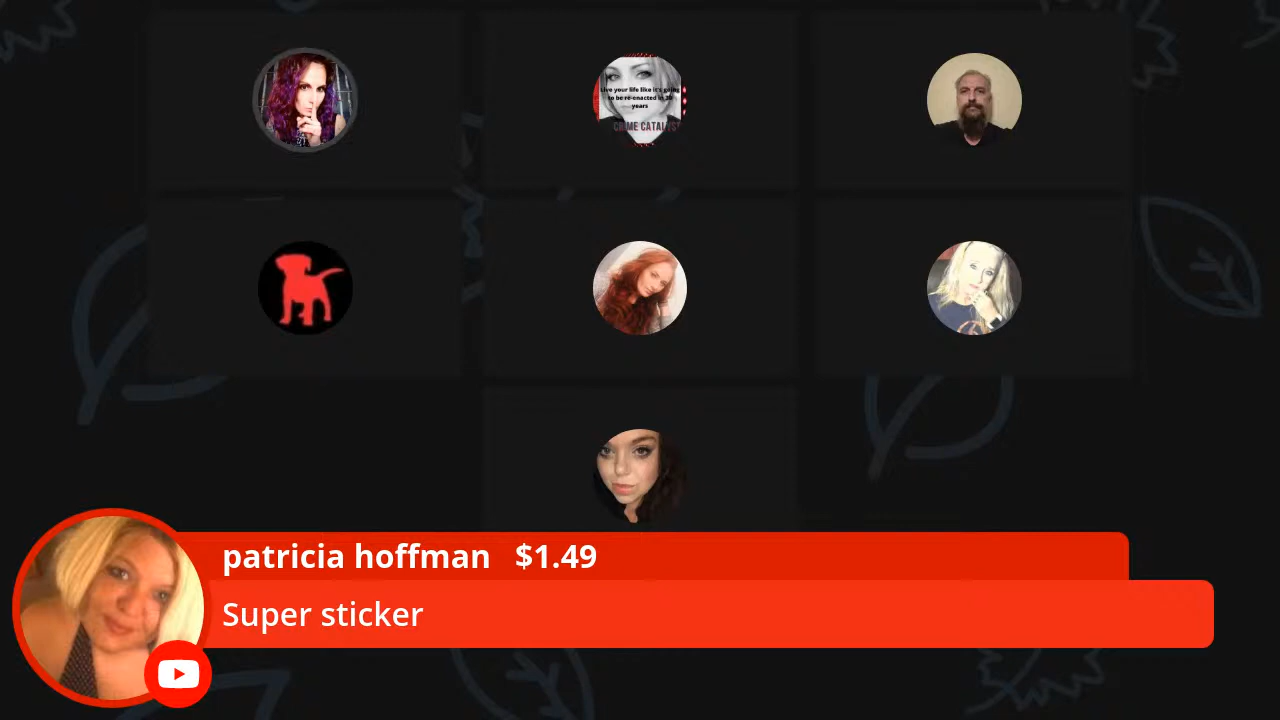 Live your life like it's going
to be re-enacted in 20
years
patricia hoffman $1.49
Super sticker